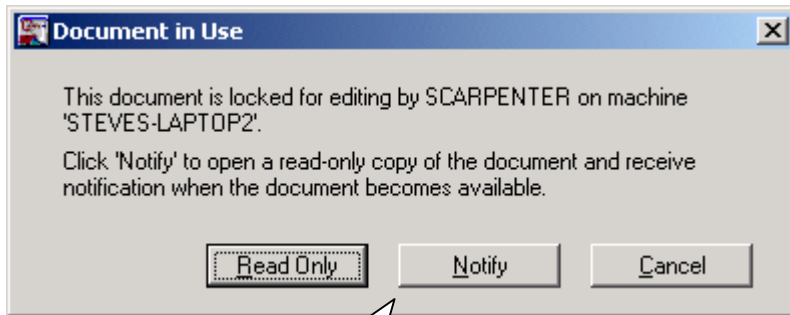 Document in Use
This document is locked for editing by SCARPENTER on machine
'STEVES-LAPTOP2'.
Click 'Notify' to open a read-only copy of the document and receive
notification when the document becomes available.
Read Only Notify Cancel